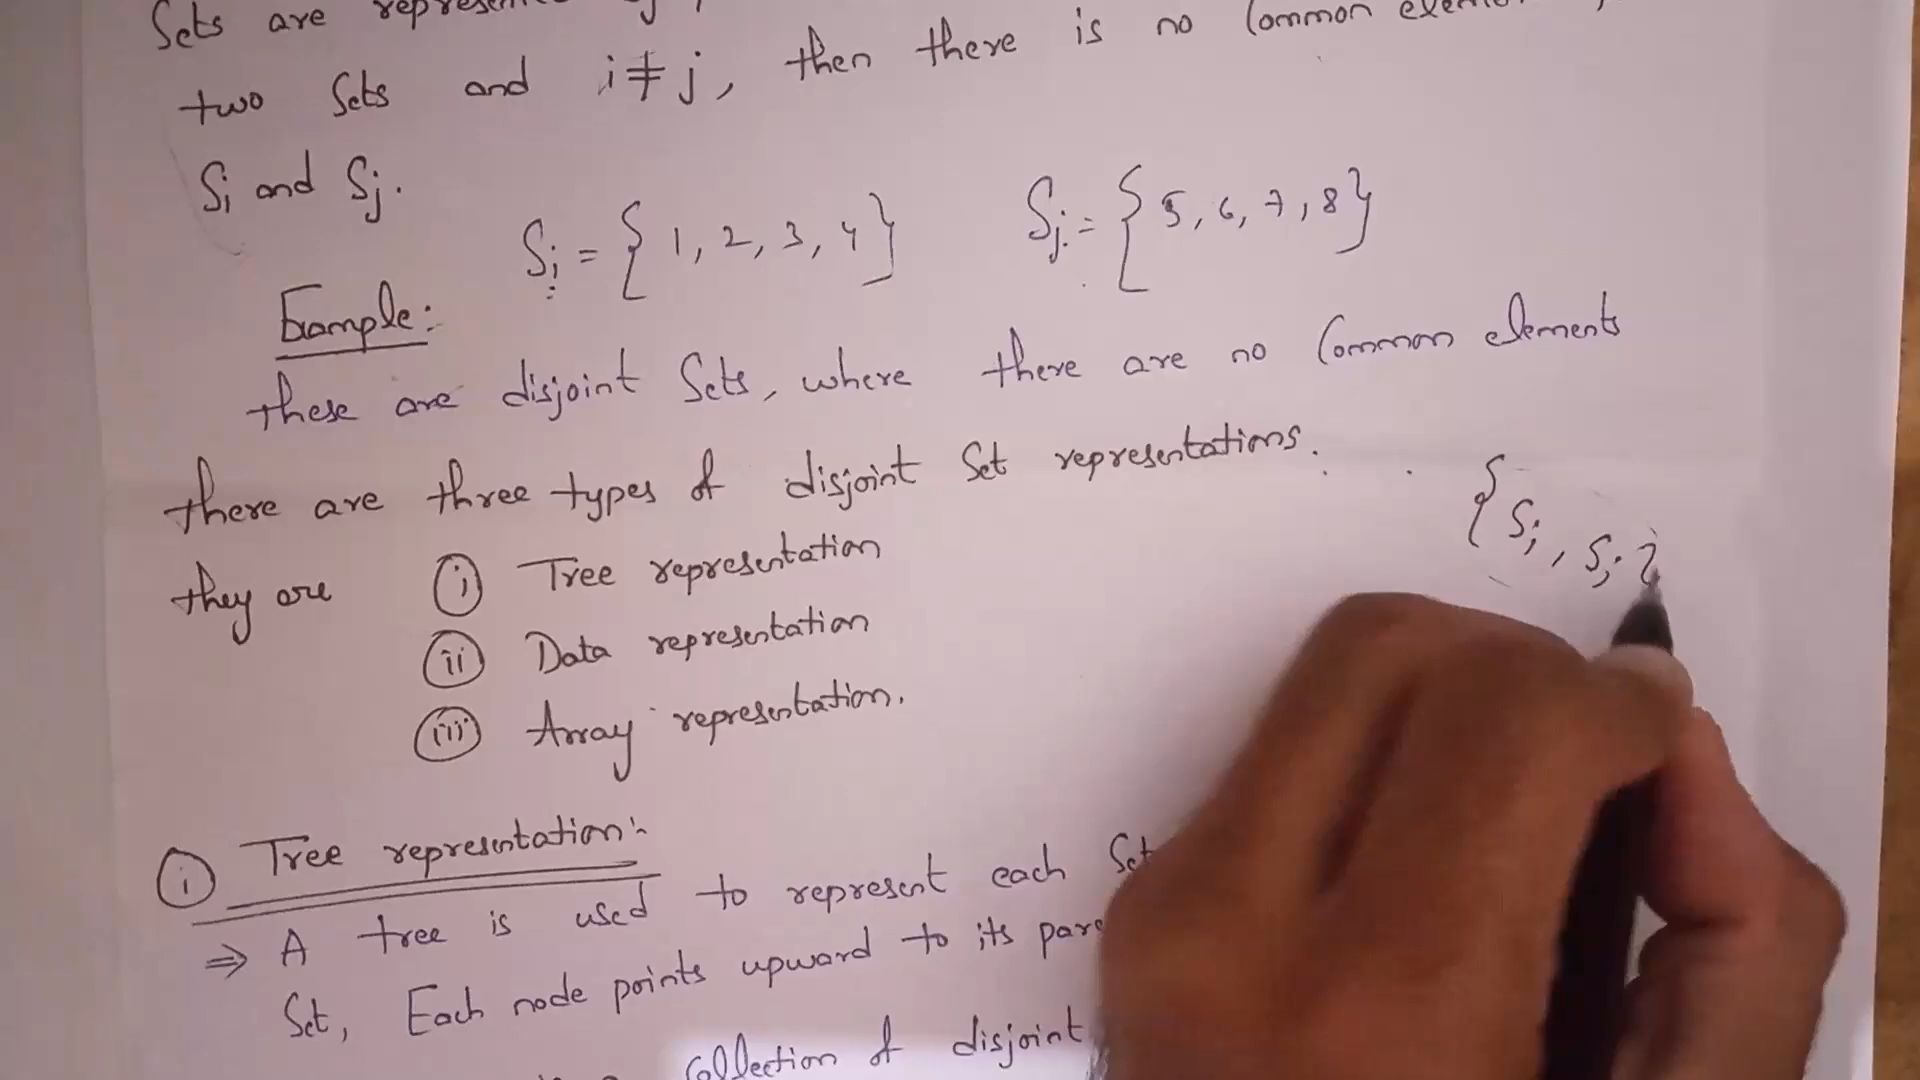 Sets are
two Sets and i ≠ j, then there is no Common
Si and Sj.
Si = {1, 2, 3, 4} Sj = {5, 6, 7, 8}
Example:
these are disjoint Sets, where there are no Common elements
there are three types of disjoint Set representations.
{Si, Sj}
they are (i) Tree representation
(ii) Data representation
(iii) Array representation.
(i) Tree representation:
⇒ A tree is used to represent each Set
Set, Each node points upward to its
Collection of disjoint